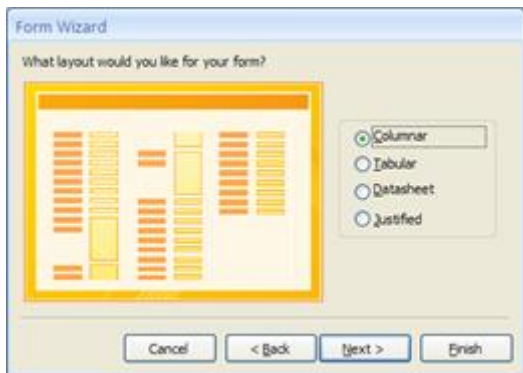 Form Wizard
What layout would you like for your form?
Columnar
Tabular
Datasheet
Justified
Cancel
< Back
Next >
Finish